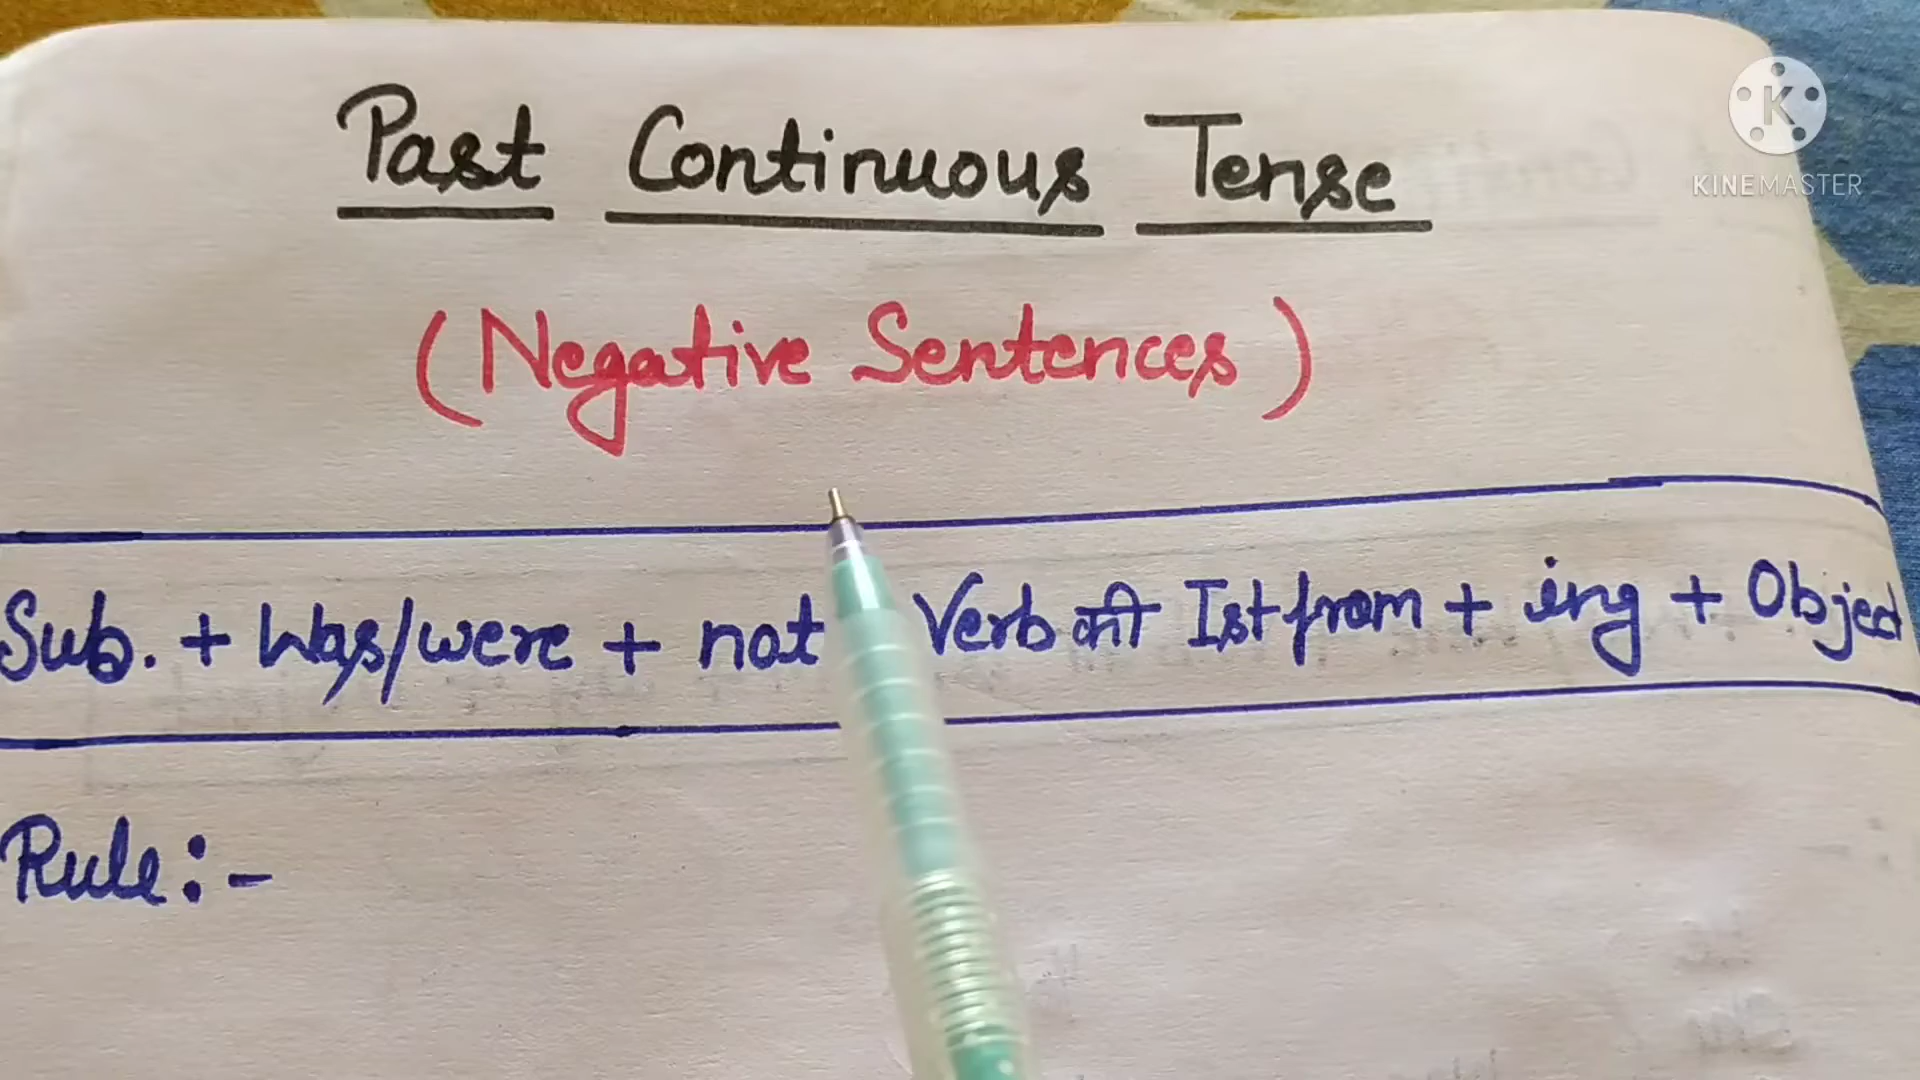 Past Continuous Tense
KINEMASTER
(Negative Sentences)
Sub. + Was/were + not Verb की Ist from + ing + Object
Rule:-